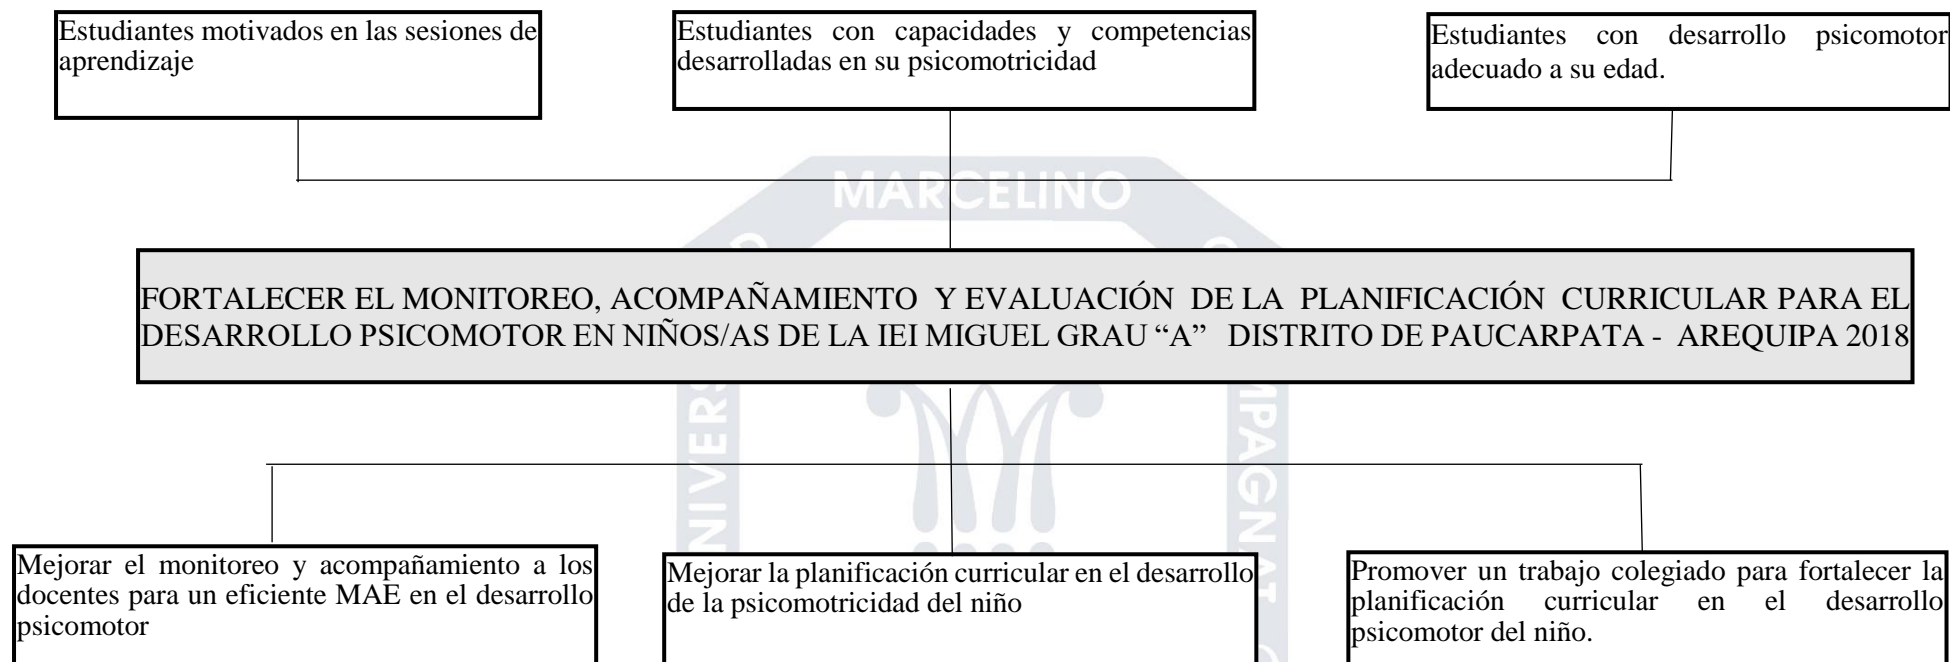 Estudiantes motivados en las sesiones de
aprendizaje
Estudiantes con capacidades y competencias
desarrolladas en su psicomotricidad
Estudiantes con desarrollo psicomotor
adecuado a su edad.
MARCELINO
FORTALECER EL MONITOREO, ACOMPAÑAMIENTO Y EVALUACIÓN DE LA PLANIFICACIÓN CURRICULAR PARA EL
DESARROLLO PSICOMOTOR EN NIÑOS/AS DE LA IEI MIGUEL GRAU “A” DISTRITO DE PAUCARPATA - AREQUIPA 2018
Mejorar el monitoreo y acompañamiento a los
docentes para un eficiente MAE en el desarrollo
psicomotor
Mejorar la planificación curricular en el desarrollo
de la psicomotricidad del niño
Promover un trabajo colegiado para fortalecer la
planificación curricular en el desarrollo
psicomotor del niño.